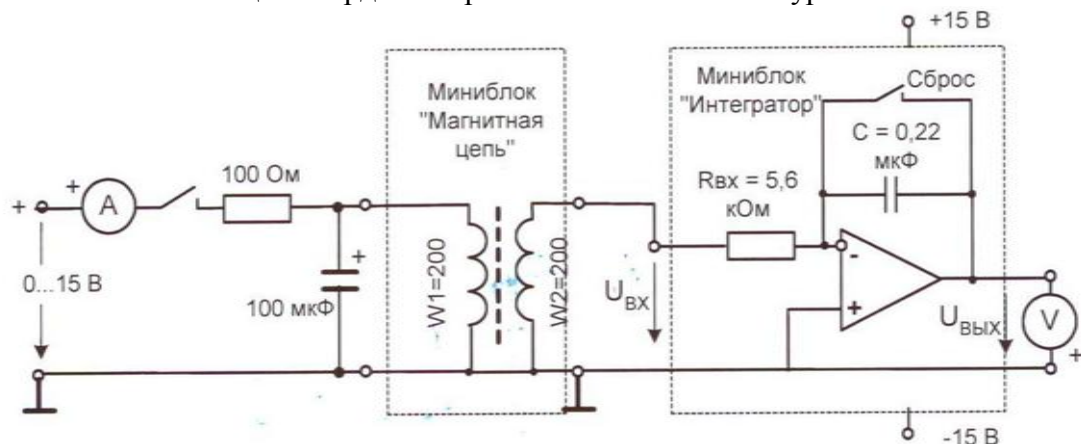 +15 В
Миниблок
"Магнитная
цепь"
Миниблок
"Интегратор"
Сброс
С = 0,22
мкФ
100 Ом
Rвх = 5,6
кОм
+
+
А
+
0...15 В
100 мкФ
W1=200
W2=200
UВХ
-
+
UВЫХ
V
+
-15 В